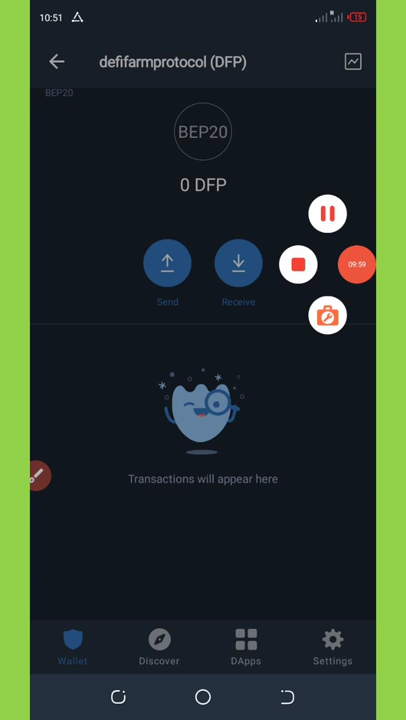 10:51
15
defifarmprotocol (DFP)
BEP20
BEP20
0 DFP
09:59
Send
Receive
Transactions will appear here
Wallet
Discover
DApps
Settings